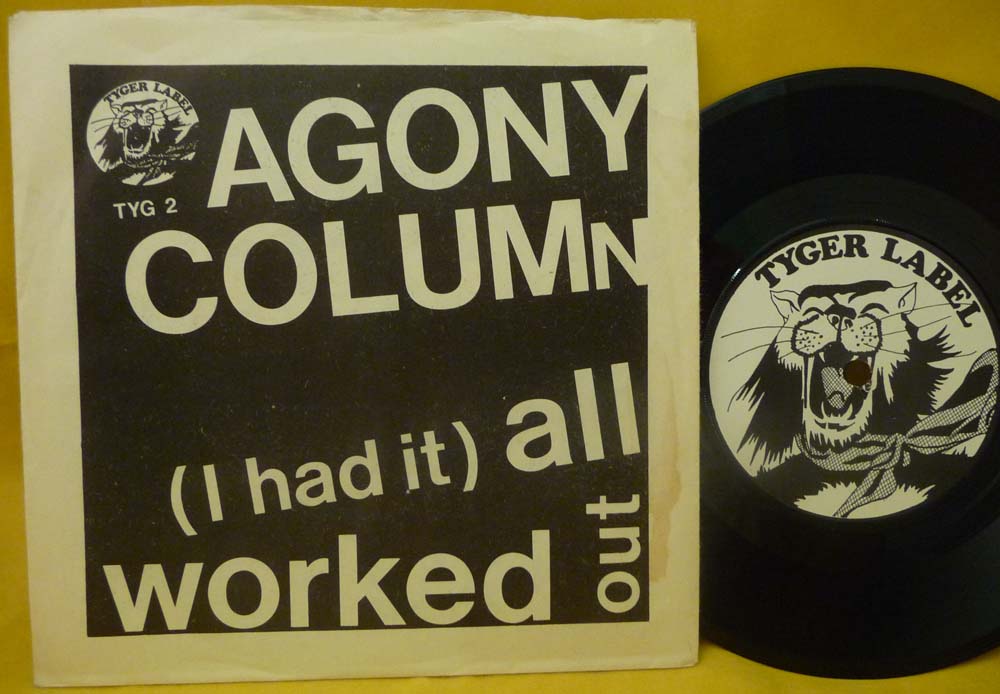 TYGER LABEL
TYG 2
AGONY
COLUMN
(I had it) all
worked out
TYGER LABEL